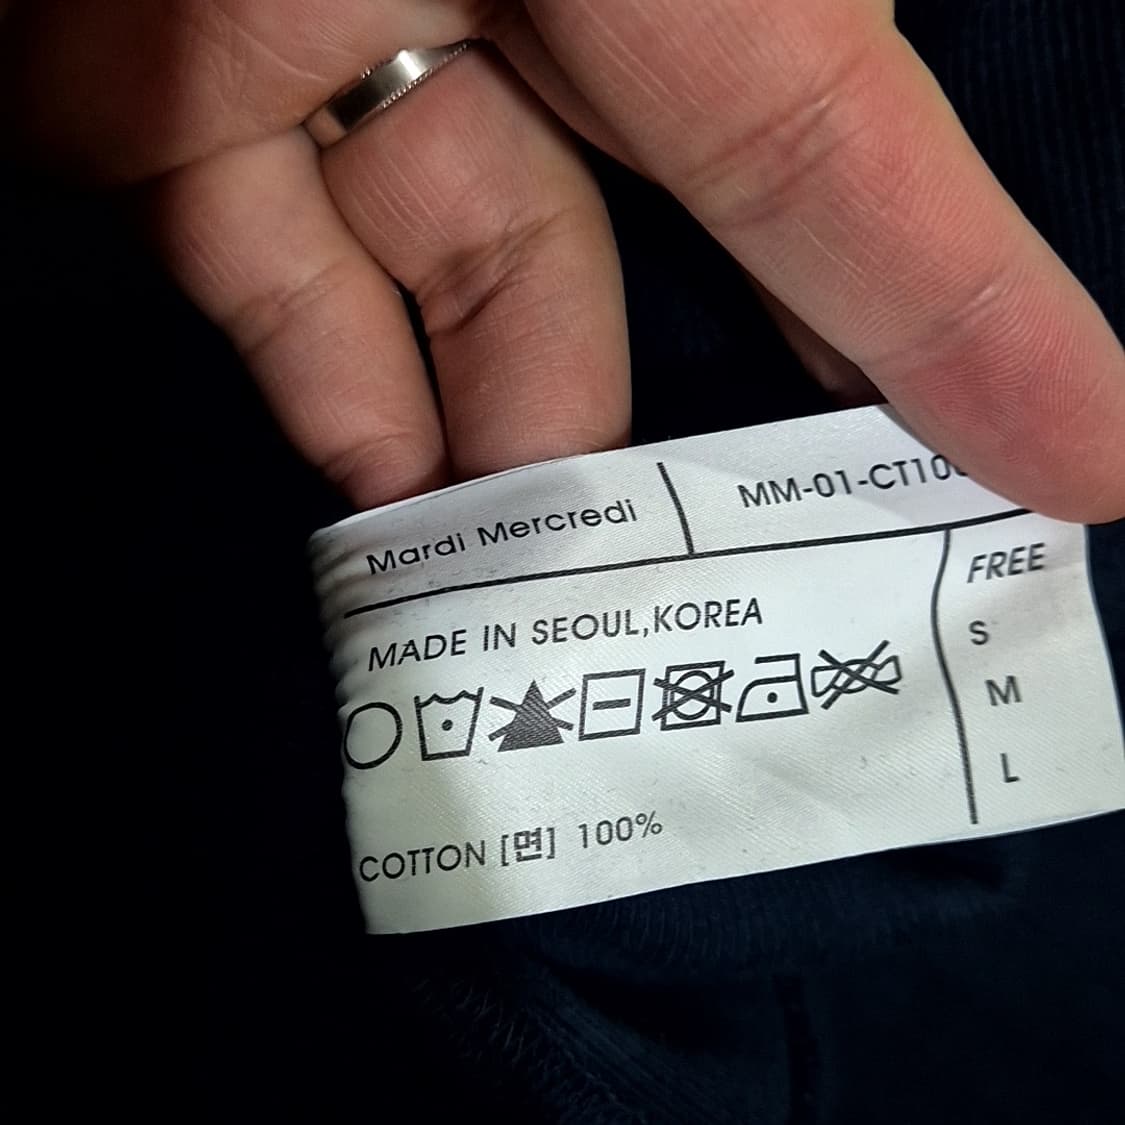 Mardi Mercredi
MM-01-CT10
MADE IN SEOUL,KOREA
FREE
S
M
L
COTTON [면] 100%